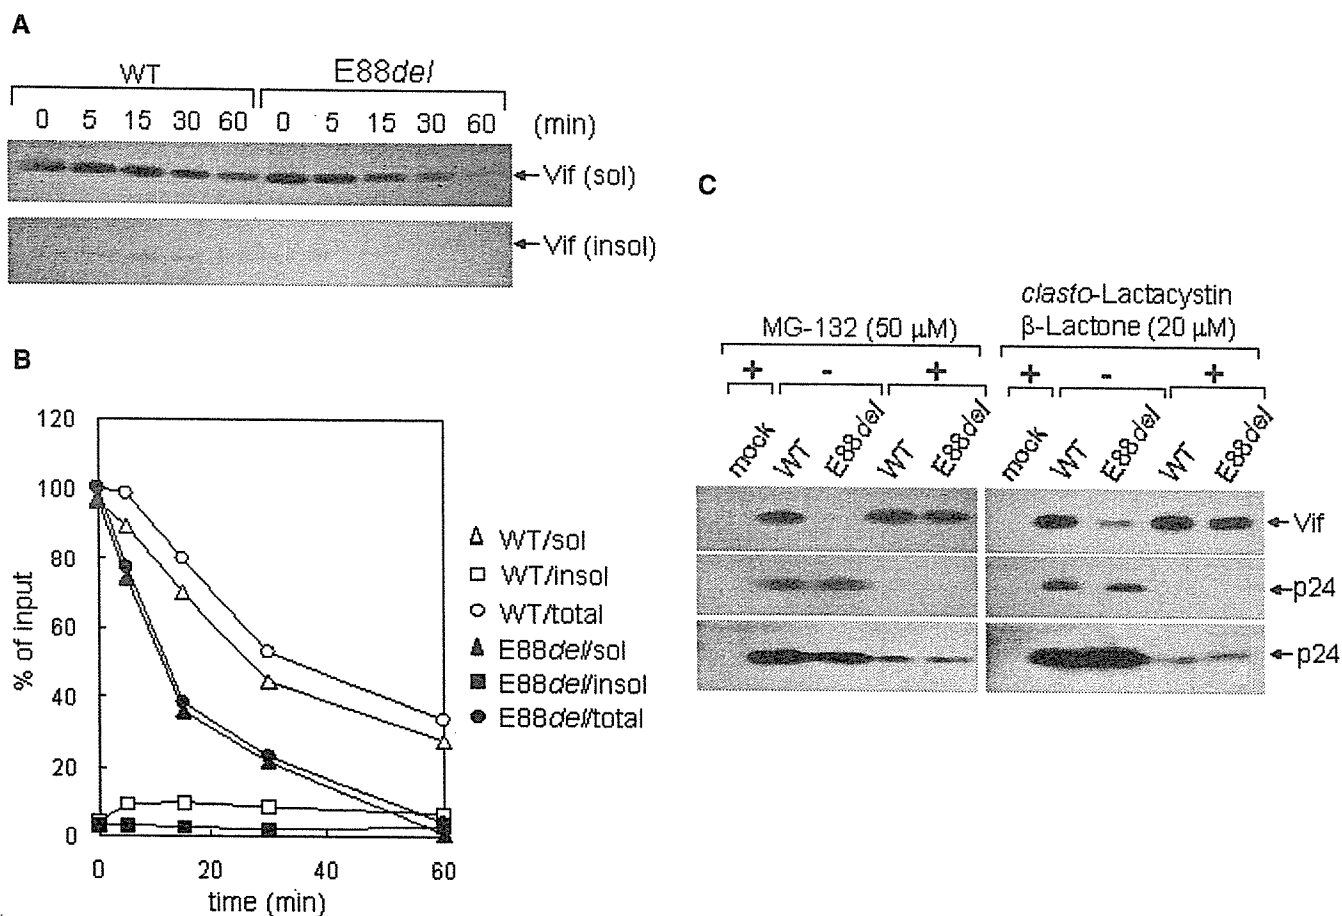 A
WT E88del
0 5 15 30 60 0 5 15 30 60 (min)
Vif (sol)
Vif (insol)
B
120
100
80
60
40
20
0
% of input
0 20 40 60
time (min)
WT/sol
WT/insol
WT/total
E88del/sol
E88del/insol
E88del/total
C
MG-132 (50 μM)
+ - +
mock WT E88del WT E88del
clasto-Lactacystin
β-Lactone (20 μM)
+ - +
mock WT E88del WT E88del
Vif
p24
p24